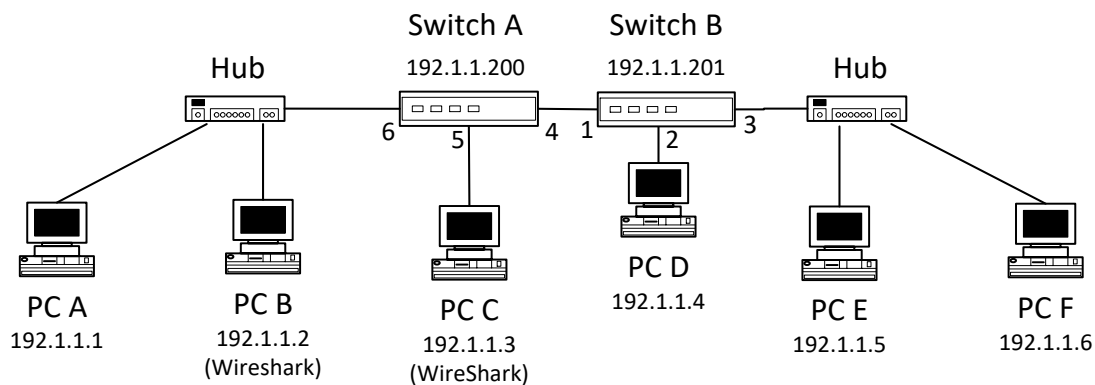 Switch A
Switch B
Hub
192.1.1.200
192.1.1.201
Hub
6
5
4
1
2
3
PC A
192.1.1.1
PC B
192.1.1.2
(Wireshark)
PC C
192.1.1.3
(WireShark)
PC D
192.1.1.4
PC E
192.1.1.5
PC F
192.1.1.6